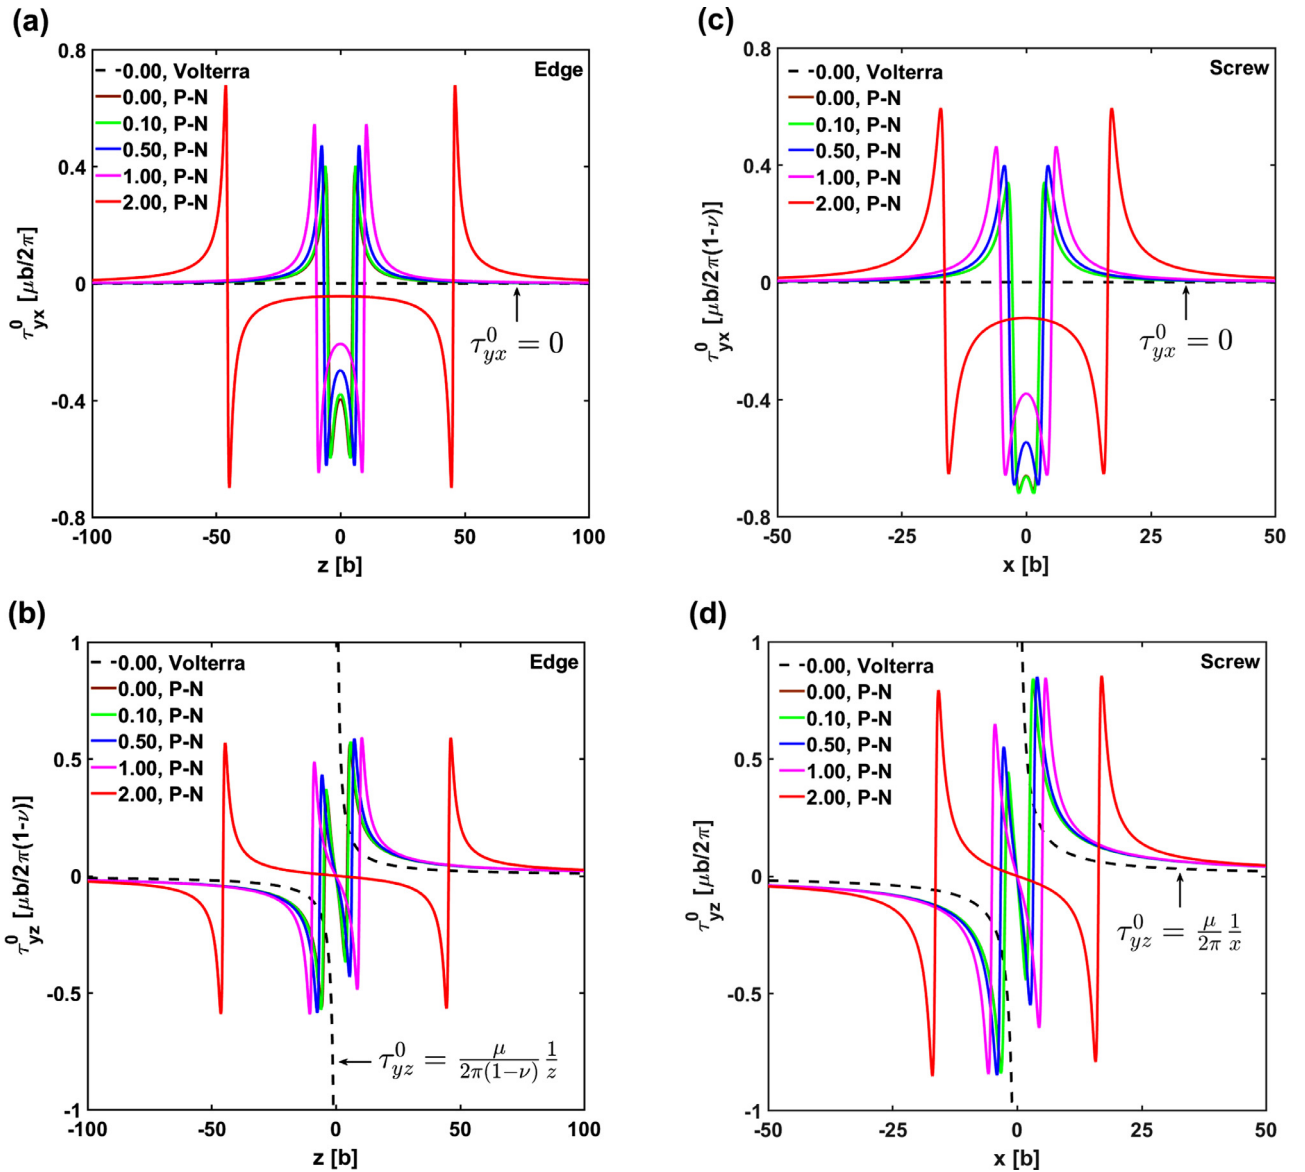 (a)
0.8
0.4
0
-0.4
-0.8
τ⁰yx [μb/2π]
0.00, Volterra
0.00, P-N
0.10, P-N
0.50, P-N
1.00, P-N
2.00, P-N
Edge
τ⁰yx = 0
-100
-50
0
50
100
z [b]
(c)
0.8
0.4
0
-0.4
-0.8
τ⁰yx [μb/2π(1-ν)]
0.00, Volterra
0.00, P-N
0.10, P-N
0.50, P-N
1.00, P-N
2.00, P-N
Screw
τ⁰yx = 0
-50
-25
0
25
50
x [b]
(b)
1
0.5
0
-0.5
-1
τ⁰yz [μb/2π(1-ν)]
0.00, Volterra
0.00, P-N
0.10, P-N
0.50, P-N
1.00, P-N
2.00, P-N
Edge
τ⁰yz = μ/2π(1−ν) 1/z
-100
-50
0
50
100
z [b]
(d)
1
0.5
0
-0.5
-1
τ⁰yz [μb/2π]
0.00, Volterra
0.00, P-N
0.10, P-N
0.50, P-N
1.00, P-N
2.00, P-N
Screw
τ⁰yz = μ/2π 1/x
-50
-25
0
25
50
x [b]